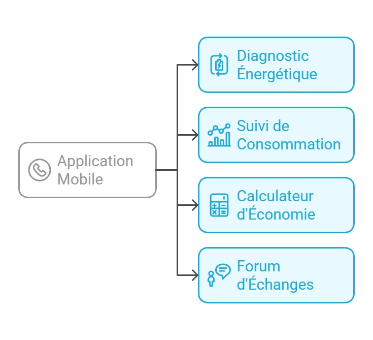 Application
Mobile
Diagnostic
Énergétique
Suivi de
Consommation
Calculateur
d'Économie
Forum
d'Échanges